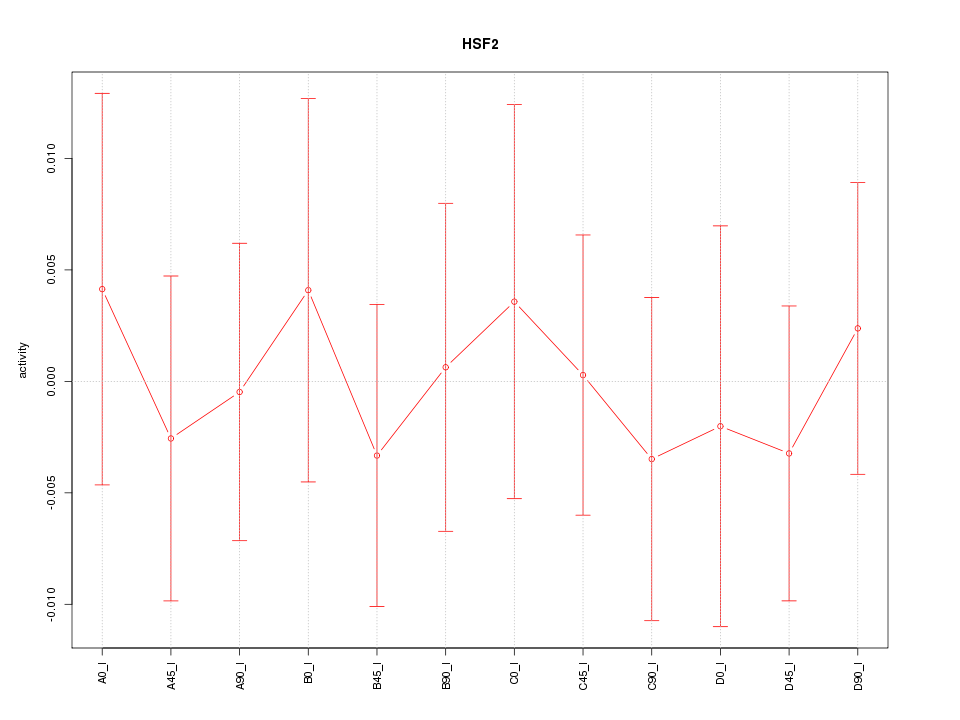 HSF2
activity
0.010
0.005
0.000
-0.005
-0.010
A0_I
A45_I
A90_I
B0_I
B45_I
B90_I
C0_I
C45_I
C90_I
D0_I
D45_I
D90_I